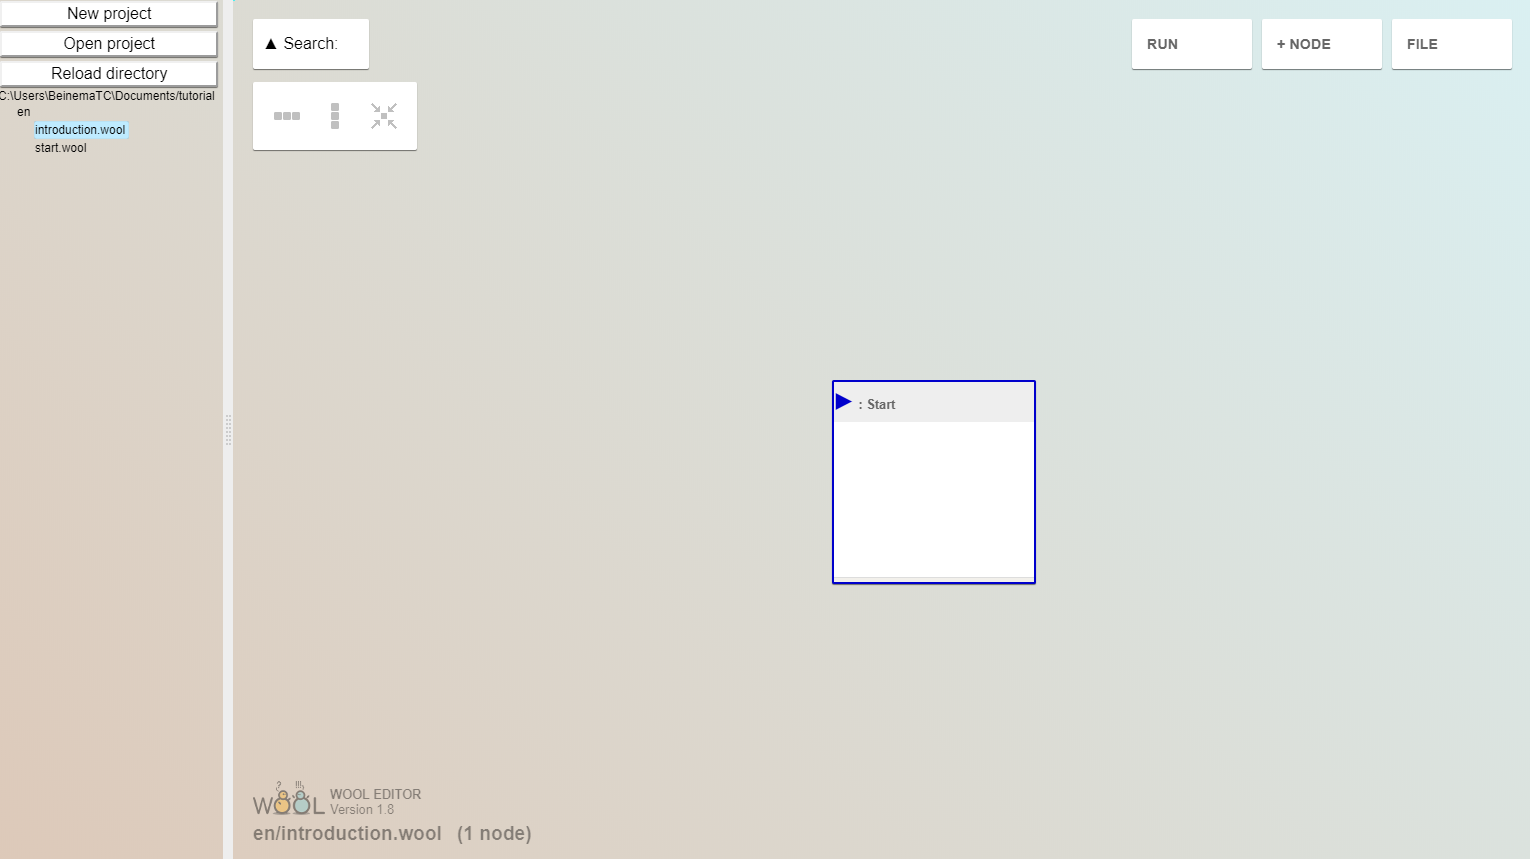 New project
Open project
Reload directory
C:\Users\BeinemaTC\Documents/tutorial
en
introduction.wool
start.wool
▲ Search:
RUN
+ NODE
FILE
: Start
? !!!
WOOL
WOOL EDITOR
Version 1.8
en/introduction.wool (1 node)